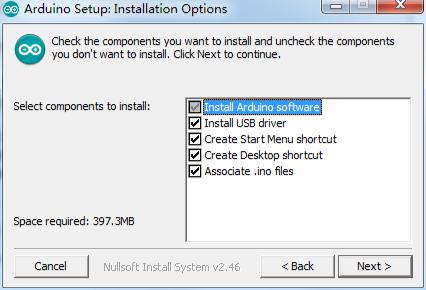 Arduino Setup: Installation Options
Check the components you want to install and uncheck the components
you don't want to install. Click Next to continue.
Select components to install:
Install Arduino software
Install USB driver
Create Start Menu shortcut
Create Desktop shortcut
Associate .ino files
Space required: 397.3MB
Cancel
Nullsoft Install System v2.46
< Back
Next >